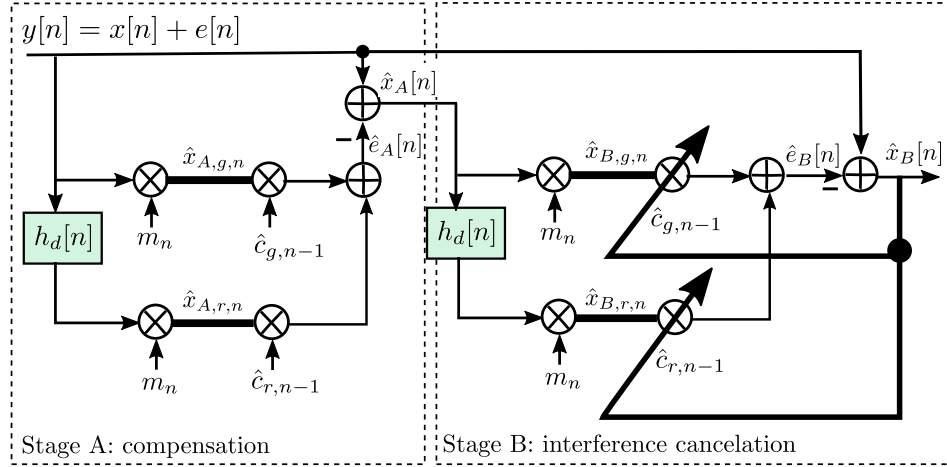 y[n] = x[n] + e[n]
x̂_A[n]
−
ê_A[n]
x̂_{A,g,n}
m_n
ĉ_{g,n−1}
h_d[n]
x̂_{A,r,n}
m_n
ĉ_{r,n−1}
Stage A: compensation
x̂_{B,g,n}
ê_B[n]
−
x̂_B[n]
m_n
ĉ_{g,n−1}
h_d[n]
x̂_{B,r,n}
m_n
ĉ_{r,n−1}
Stage B: interference cancelation